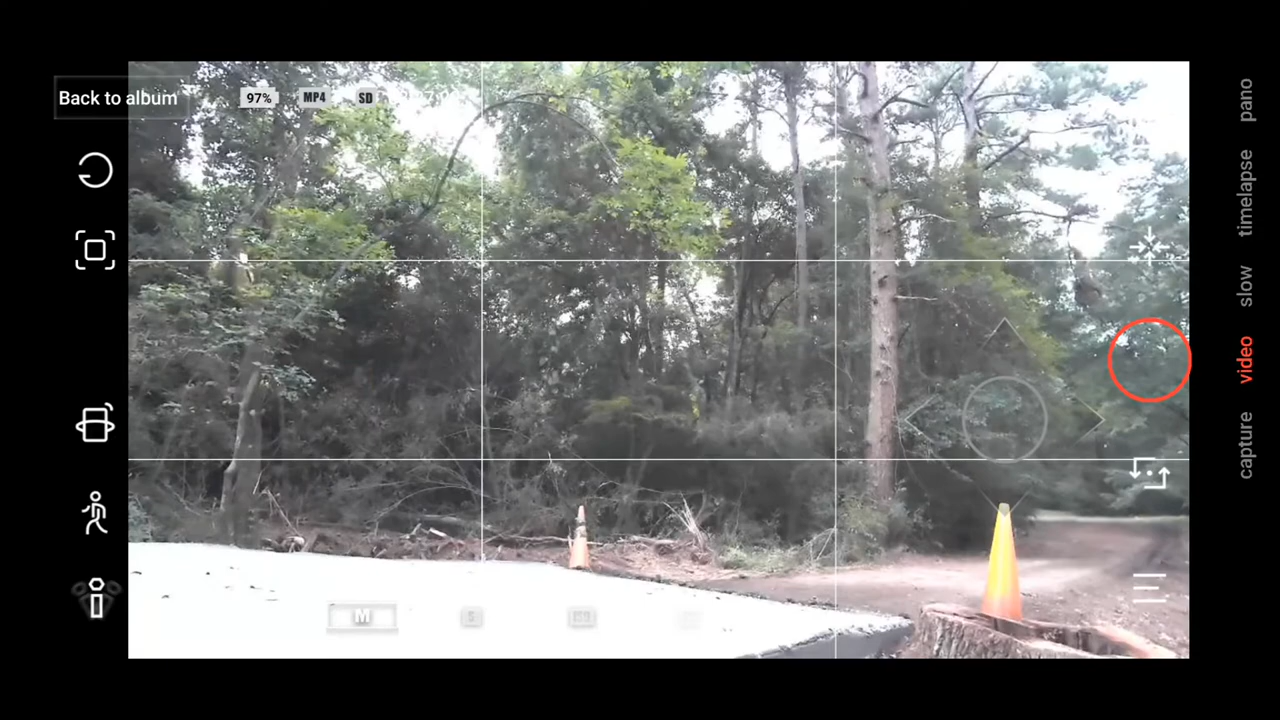 Back to album
97%
MP4
SD
pano
timelapse
slow
video
capture
M
S